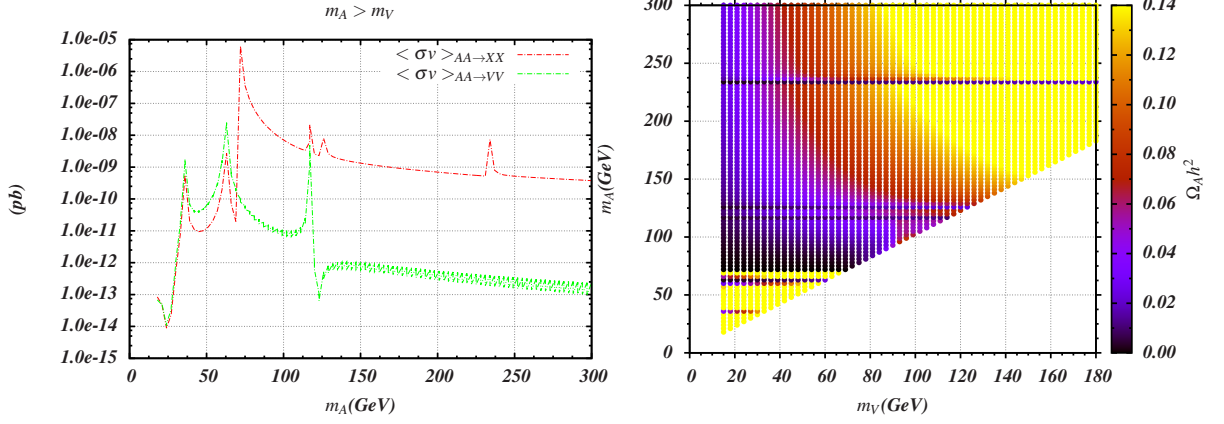 m_A > m_V
(pb)
1.0e-05
1.0e-06
1.0e-07
1.0e-08
1.0e-09
1.0e-10
1.0e-11
1.0e-12
1.0e-13
1.0e-14
1.0e-15
< σv >_{AA→XX}
< σv >_{AA→VV}
0 50 100 150 200 250 300
m_A(GeV)
m_A(GeV)
300
250
200
150
100
50
0
20 40 60 80 100 120 140 160 180
m_V(GeV)
0.14
0.12
0.10
0.08
0.06
0.04
0.02
0.00
Ω_A h²